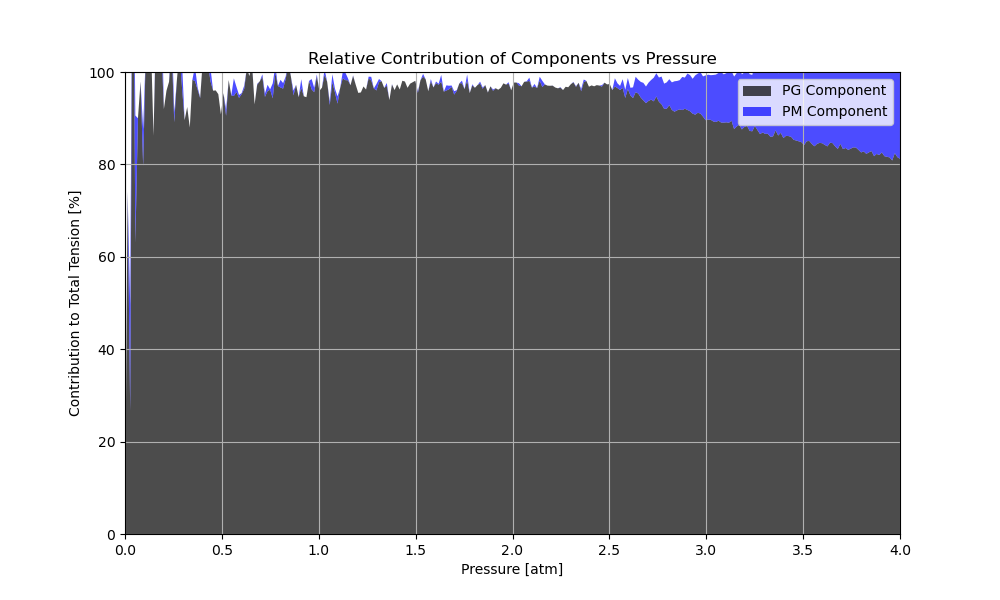 Relative Contribution of Components vs Pressure
Contribution to Total Tension [%]
100
80
60
40
20
0
PG Component
PM Component
0.0 0.5 1.0 1.5 2.0 2.5 3.0 3.5 4.0
Pressure [atm]